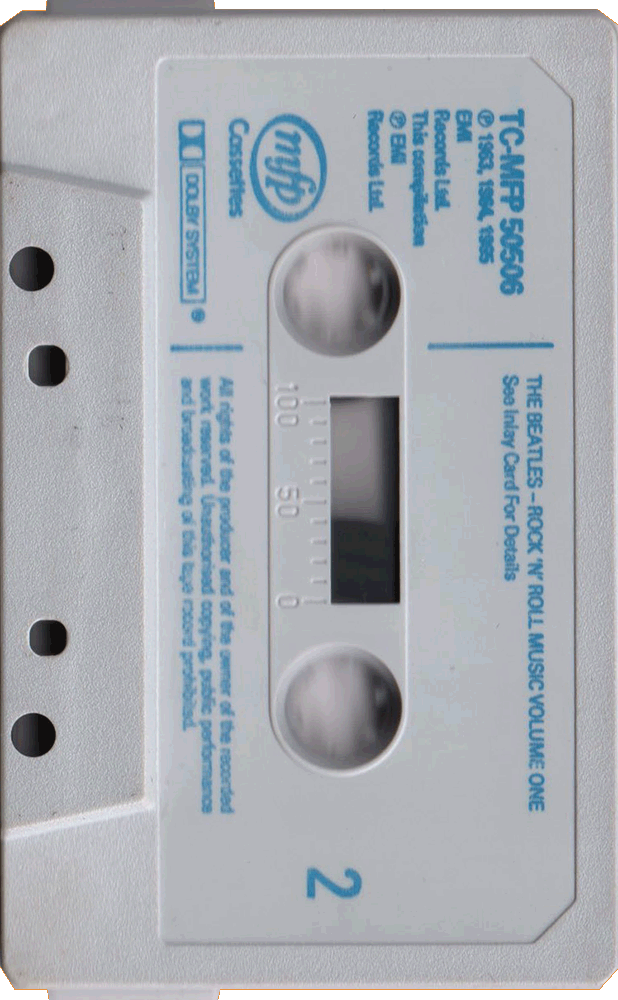 TC-MFP 50506
℗ 1963, 1964, 1965
EMI
Records Ltd.
This compilation
℗ EMI
Records Ltd.
THE BEATLES - ROCK 'N' ROLL MUSIC VOLUME ONE
See Inlay Card For Details
mfp
Cassettes
DOLBY SYSTEM ®
100 50 0
2
All rights of the producer and of the owner of the recorded
work reserved. Unauthorised copying, public performance
and broadcasting of this tape record prohibited.